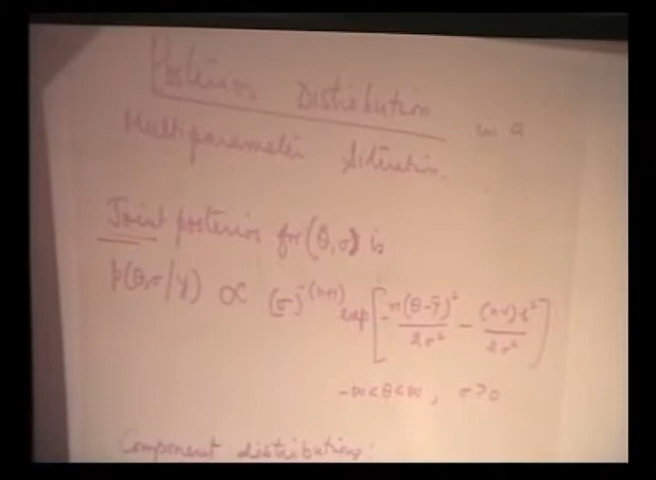 Posterior Distribution in a
Multiparameter Situation.
Joint posterior for (θ, σ) is
p(θ,σ/y) ∝ (σ)^-(n+1) exp[-n(θ-ȳ)²/2σ² - (n-1)s²/2σ²]
-∞<θ<∞, σ>0
Component distributions: